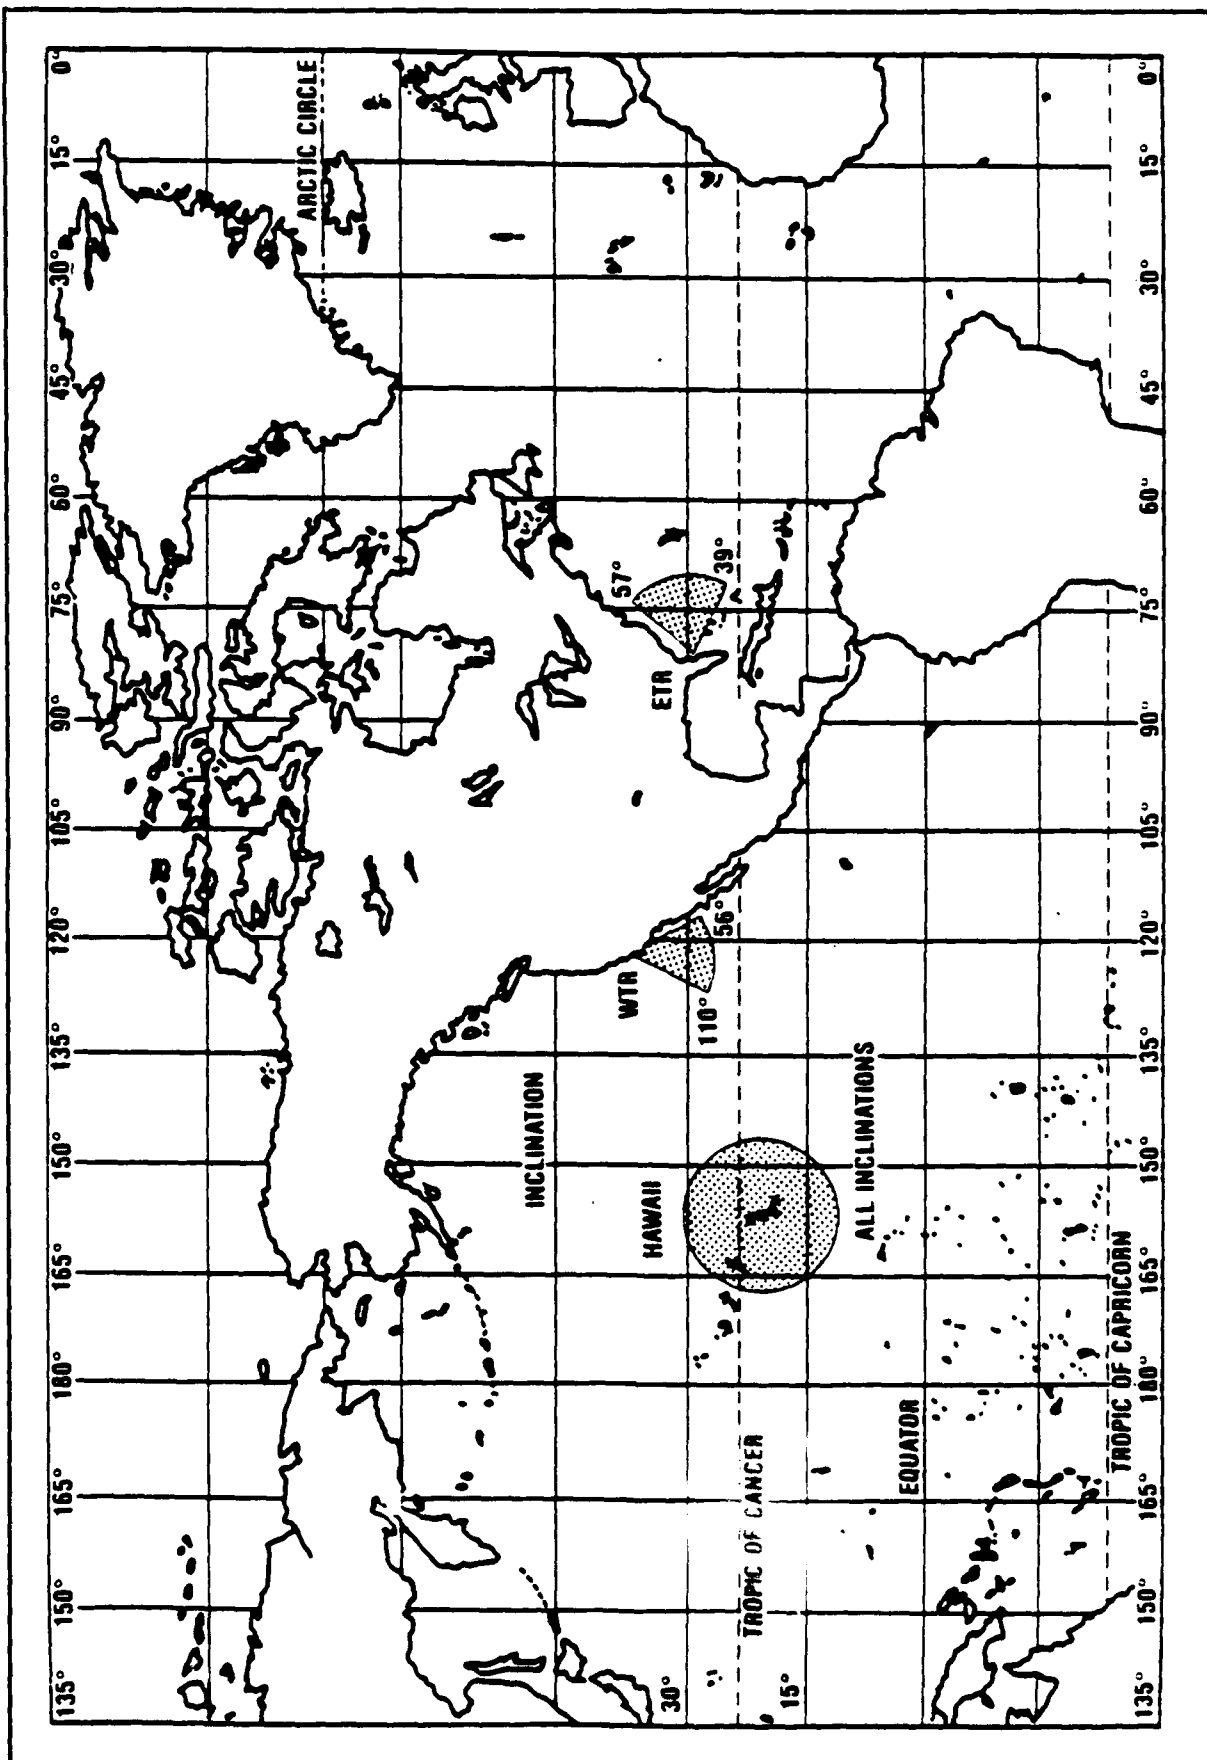 135° 150° 165° 180° 165° 150° 135° 120° 105° 90° 75° 60° 45° 30° 15° 0°
ARCTIC CIRCLE
INCLINATION
HAWAII
WTR
110°
56°
ETR
57°
39°
30°
TROPIC OF CANCER
15°
ALL INCLINATIONS
EQUATOR
TROPIC OF CAPRICORN
135° 150° 165° 180° 165° 150° 135° 120° 105° 90° 75° 60° 45° 30° 15° 0°